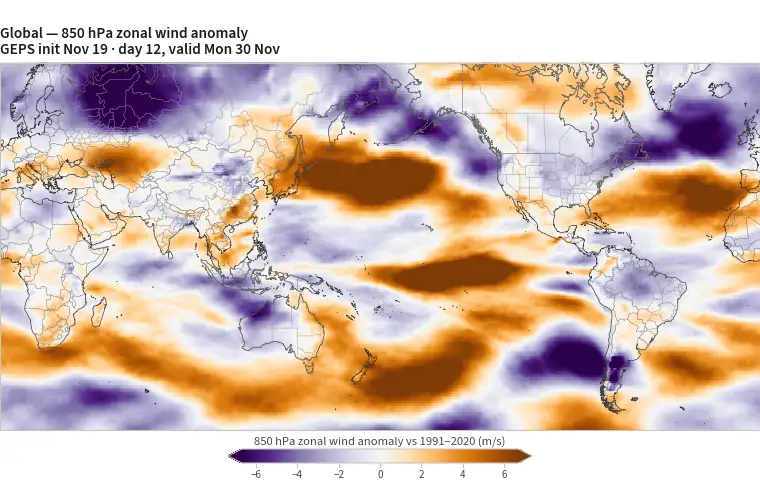 Global — 850 hPa zonal wind anomaly
GEPS init Nov 19 · day 12, valid Mon 30 Nov
850 hPa zonal wind anomaly vs 1991–2020 (m/s)
−6 −4 −2 0 2 4 6